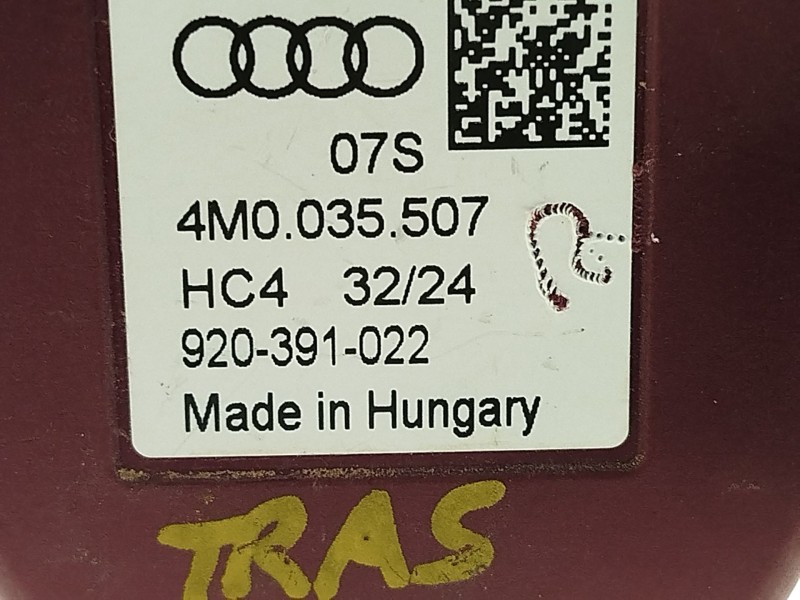 07S
4M0.035.507
HC4 32/24
920-391-022
Made in Hungary
TRAS